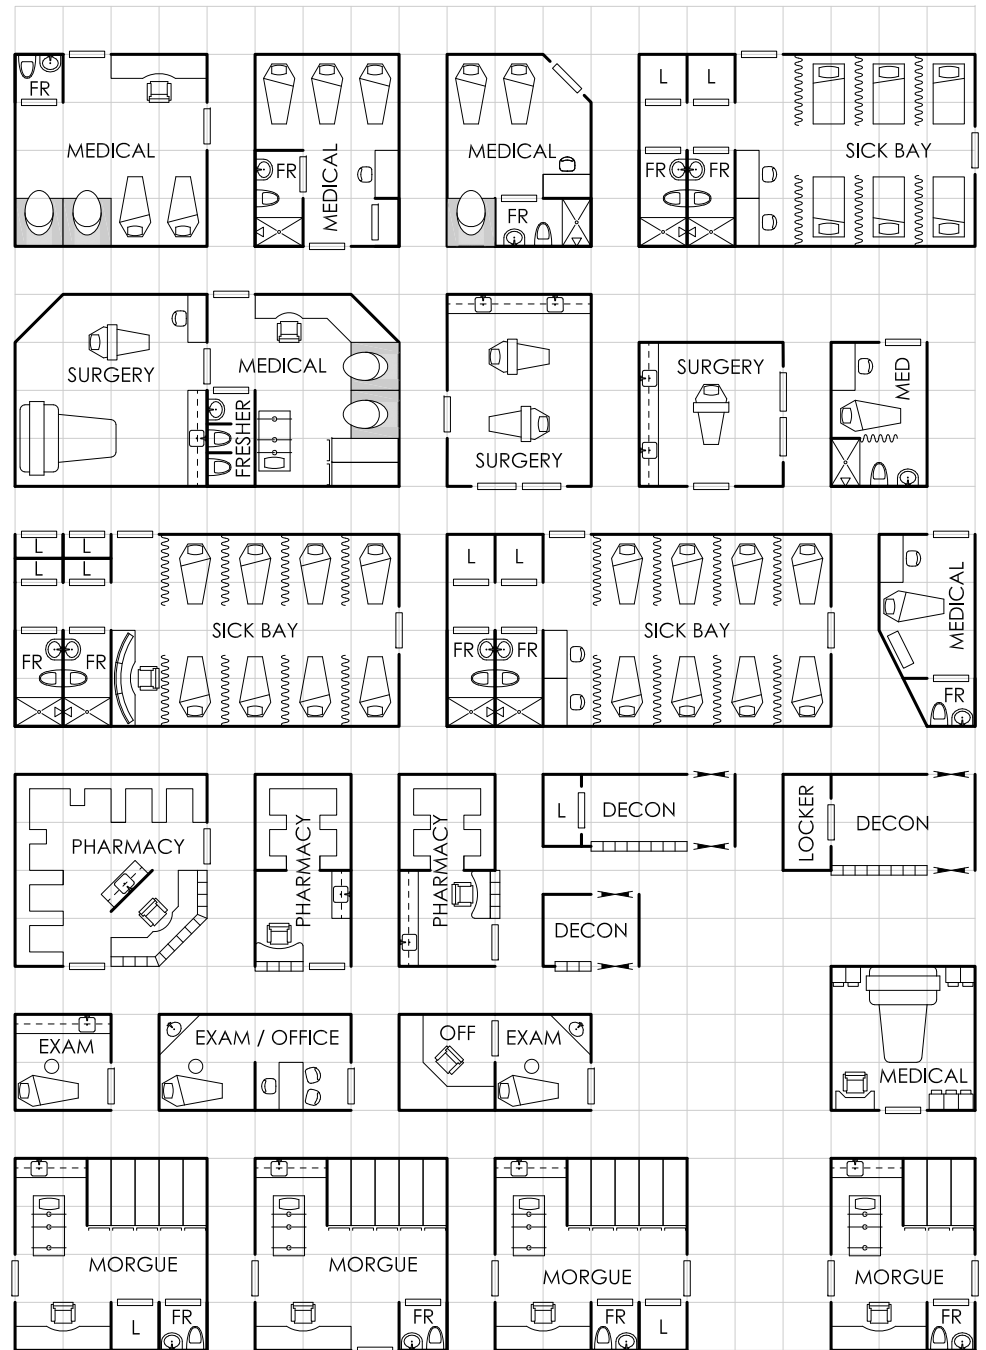 FR
MEDICAL
FR
MEDICAL
MEDICAL
FR
L
L
SICK BAY
FR
FR
SURGERY
MEDICAL
FRESHER
SURGERY
SURGERY
MED
L
L
L
L
SICK BAY
FR
FR
L
L
SICK BAY
FR
FR
MEDICAL
FR
PHARMACY
PHARMACY
PHARMACY
L
DECON
DECON
LOCKER
DECON
EXAM
EXAM / OFFICE
OFF
EXAM
MEDICAL
MORGUE
L
FR
MORGUE
FR
MORGUE
FR
L
MORGUE
FR